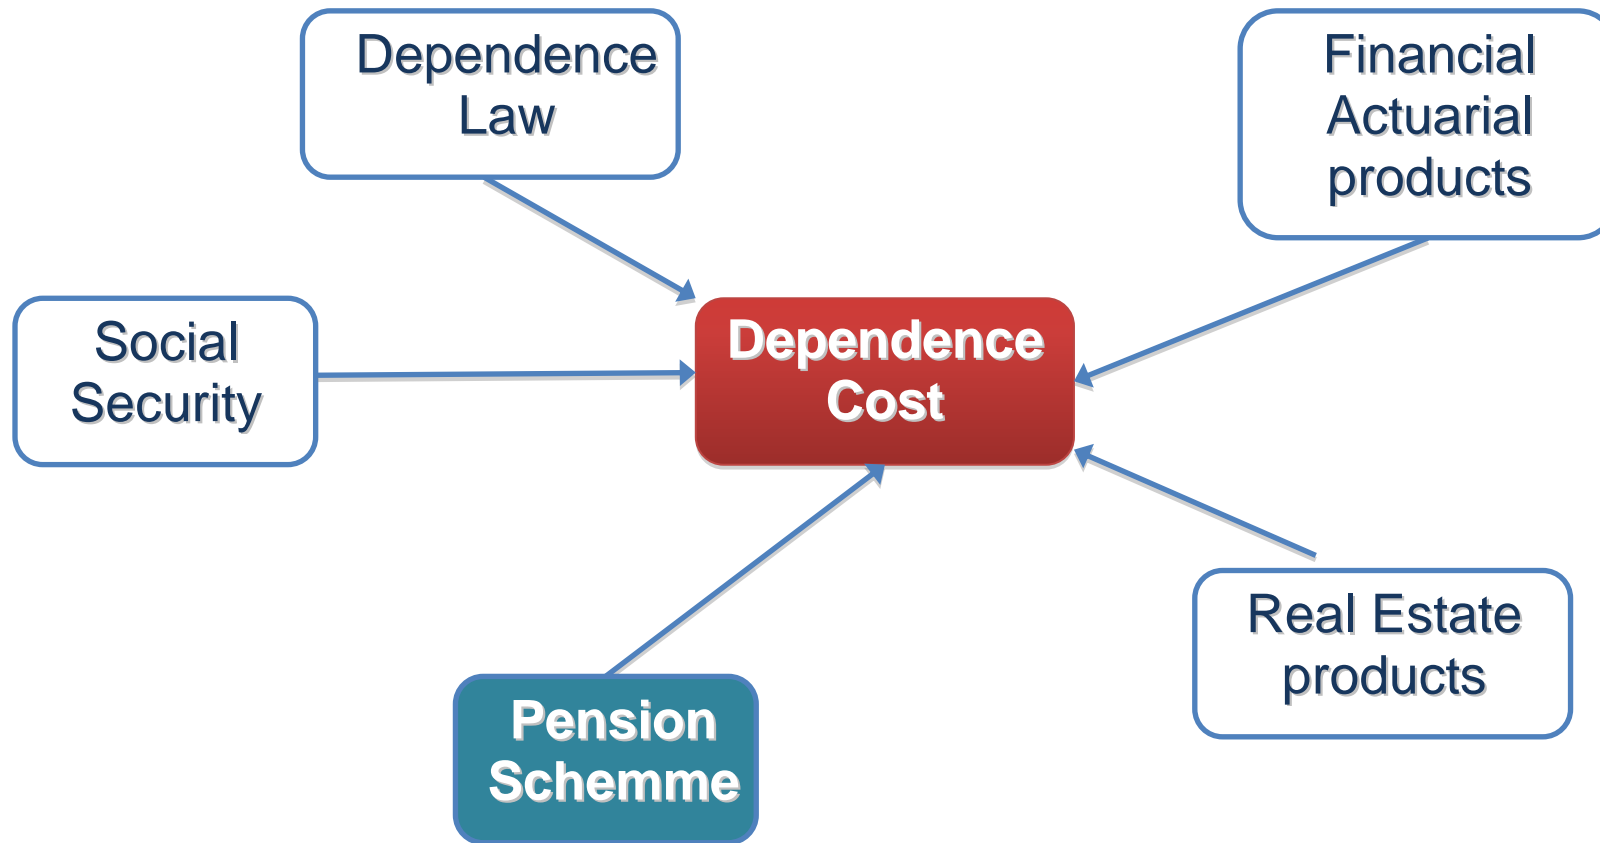 Dependence
Law
Financial
Actuarial
products
Social
Security
Dependence
Cost
Real Estate
products
Pension
Schemme